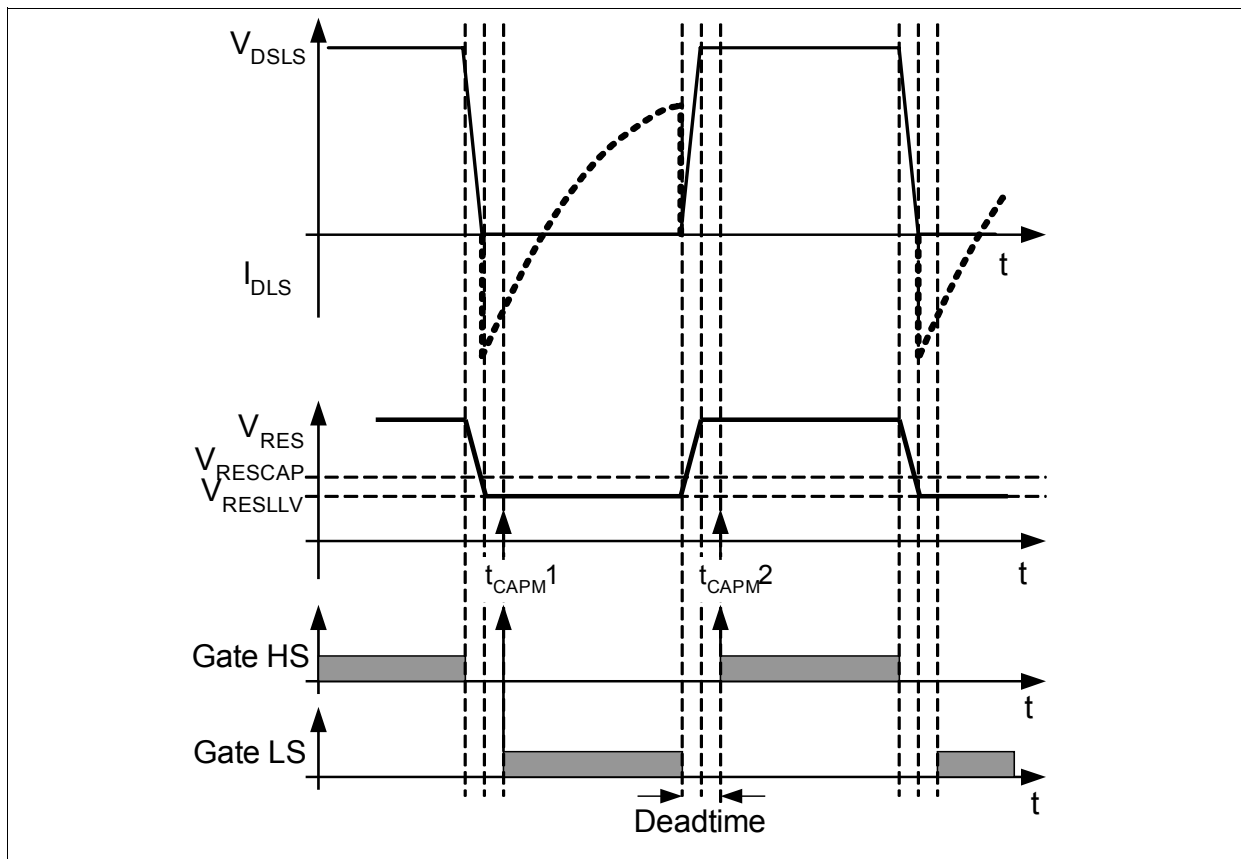 V_DSLS
t
I_DLS
V_RES
V_RESCAP
V_RESLLV
t
t_CAPM1 t_CAPM2
Gate HS
t
Gate LS
t
Deadtime